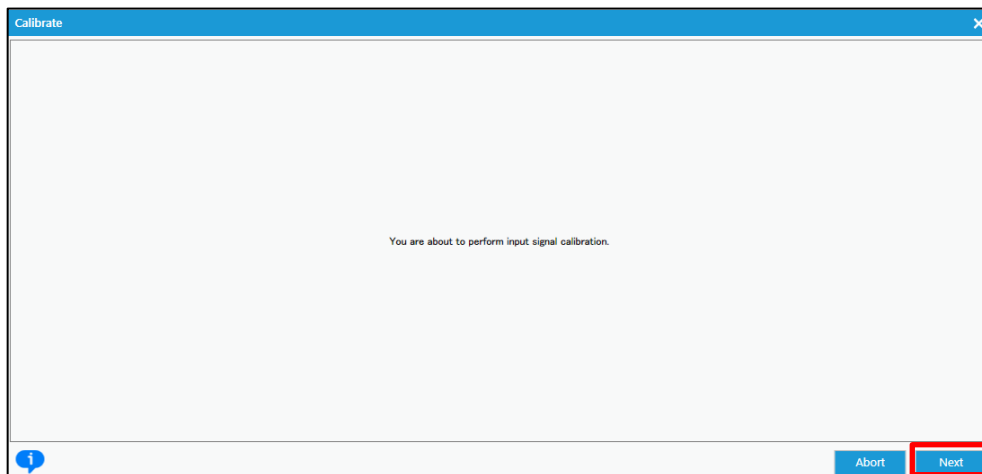 Calibrate
You are about to perform input signal calibration.
Abort
Next